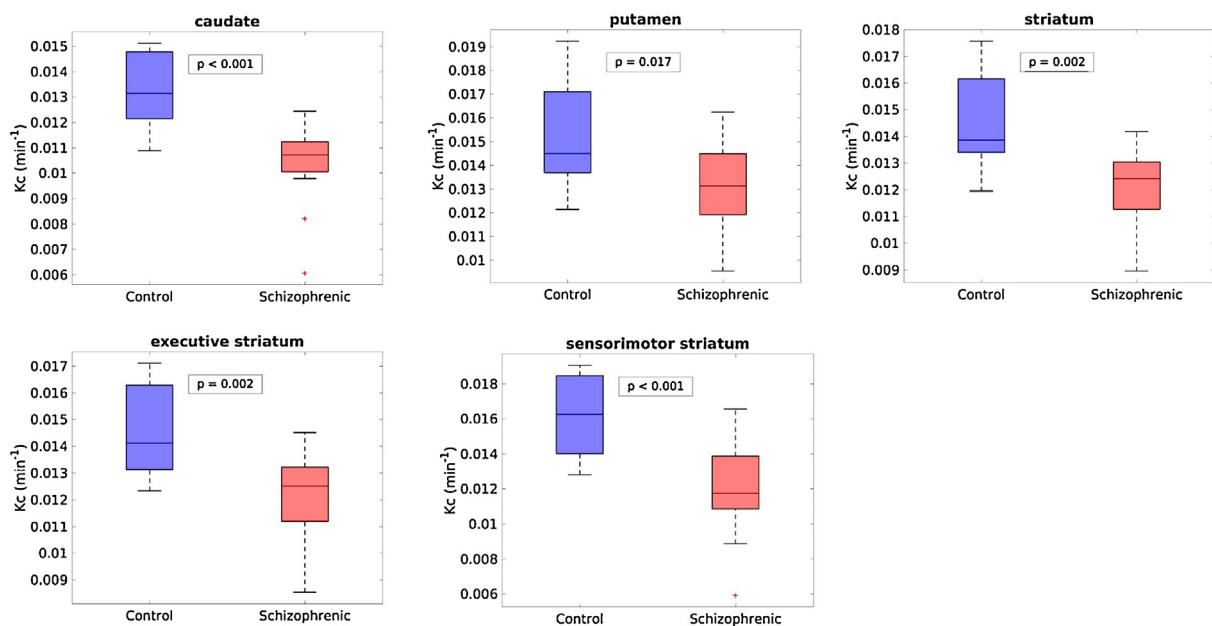 caudate
0.015
0.014
0.013
0.012
0.011
0.01
0.009
0.008
0.007
0.006
Kc (min⁻¹)
p < 0.001
Control Schizophrenic
putamen
0.019
0.018
0.017
0.016
0.015
0.014
0.013
0.012
0.011
0.01
p = 0.017
Control Schizophrenic
striatum
0.018
0.017
0.016
0.015
0.014
0.013
0.012
0.011
0.01
0.009
p = 0.002
Control Schizophrenic
executive striatum
0.017
0.016
0.015
0.014
0.013
0.012
0.011
0.01
0.009
Kc (min⁻¹)
p = 0.002
Control Schizophrenic
sensorimotor striatum
0.018
0.016
0.014
0.012
0.01
0.008
0.006
Kc (min⁻¹)
p < 0.001
Control Schizophrenic